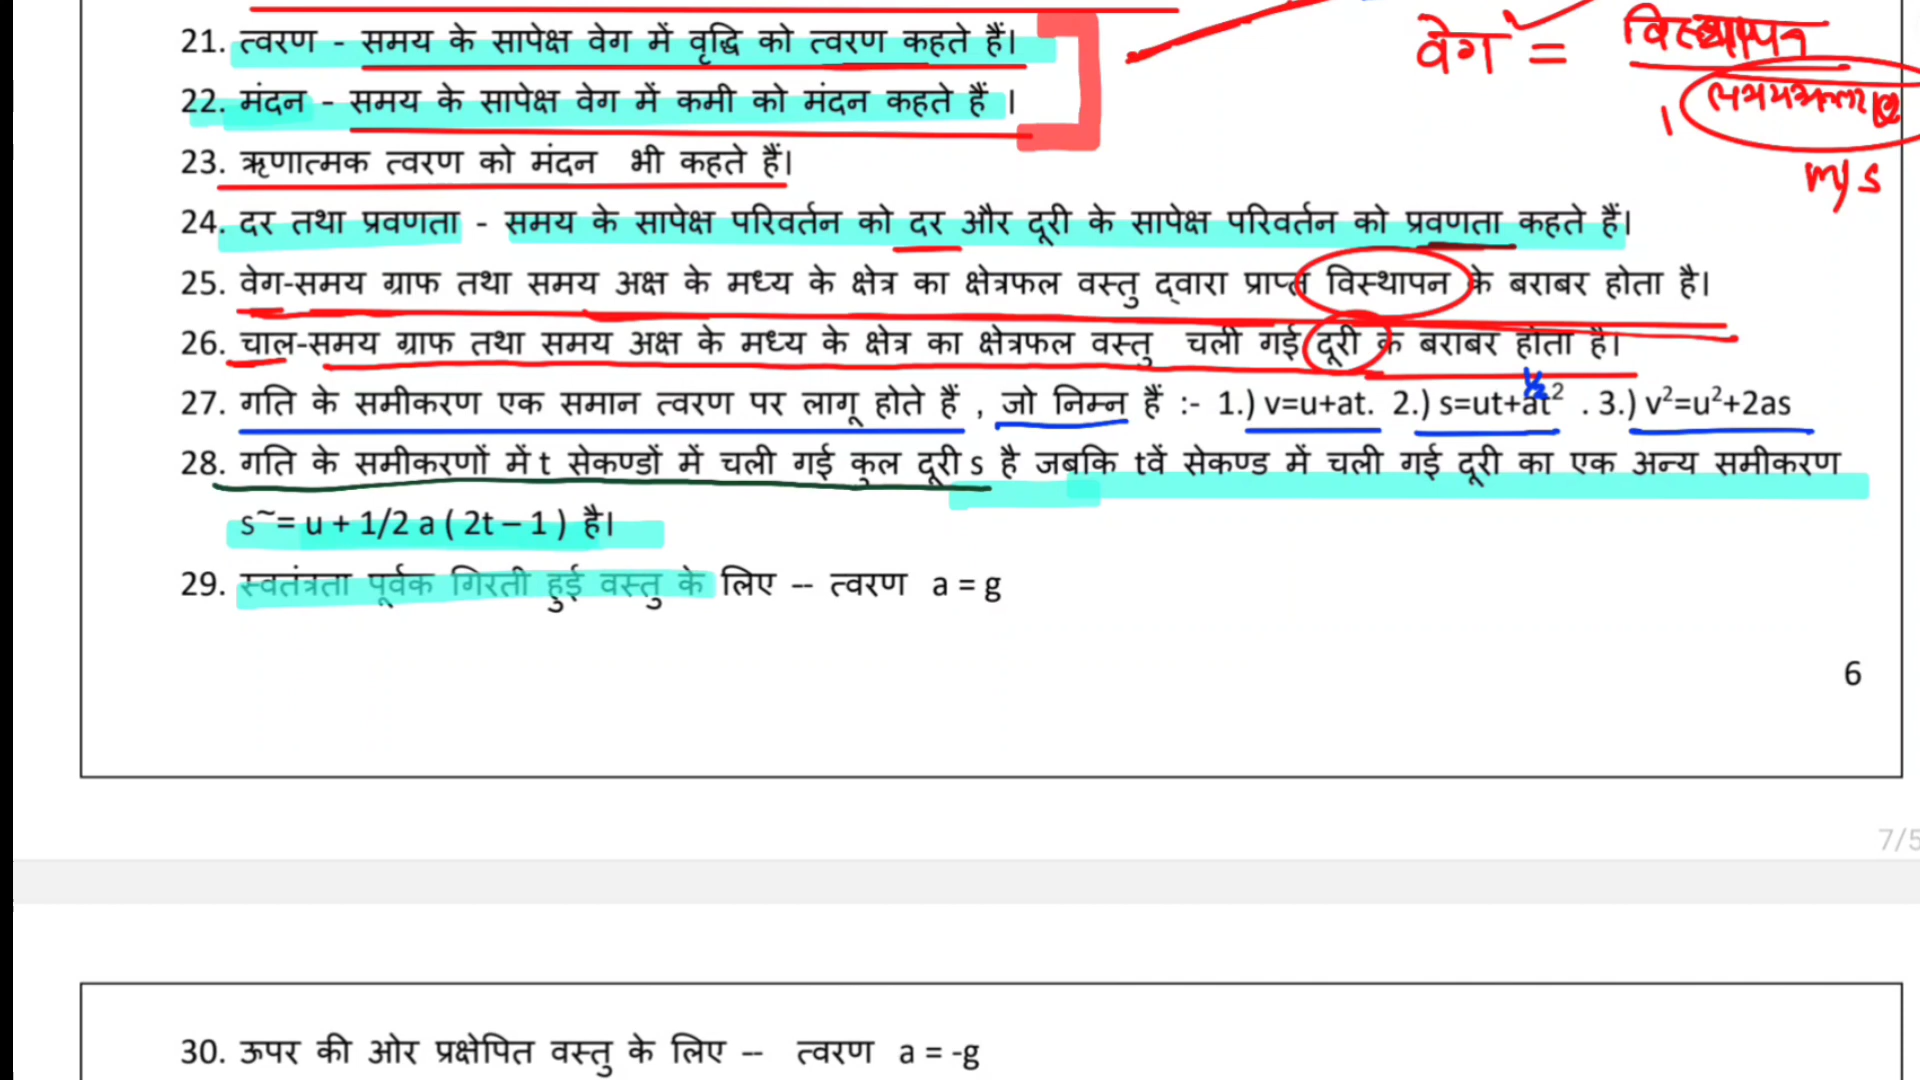 21. त्वरण - समय के सापेक्ष वेग में वृद्धि को त्वरण कहते हैं।
वेग = विस्थापन
समयअन्तराल
m/s
22. मंदन - समय के सापेक्ष वेग में कमी को मंदन कहते हैं ।
23. ऋणात्मक त्वरण को मंदन भी कहते हैं।
24. दर तथा प्रवणता - समय के सापेक्ष परिवर्तन को दर और दूरी के सापेक्ष परिवर्तन को प्रवणता कहते हैं।
25. वेग-समय ग्राफ तथा समय अक्ष के मध्य के क्षेत्र का क्षेत्रफल वस्तु द्वारा प्राप्त विस्थापन के बराबर होता है।
26. चाल-समय ग्राफ तथा समय अक्ष के मध्य के क्षेत्र का क्षेत्रफल वस्तु चली गई दूरी के बराबर होता है।
½
27. गति के समीकरण एक समान त्वरण पर लागू होते हैं , जो निम्न हैं :- 1.) v=u+at. 2.) s=ut+at² . 3.) v²=u²+2as
28. गति के समीकरणों में t सेकण्डों में चली गई कुल दूरी s है जबकि tवें सेकण्ड में चली गई दूरी का एक अन्य समीकरण
s~= u + 1/2 a ( 2t – 1 ) है।
29. स्वतंत्रता पूर्वक गिरती हुई वस्तु के लिए -- त्वरण a = g
6
7/5
30. ऊपर की ओर प्रक्षेपित वस्तु के लिए -- त्वरण a = -g